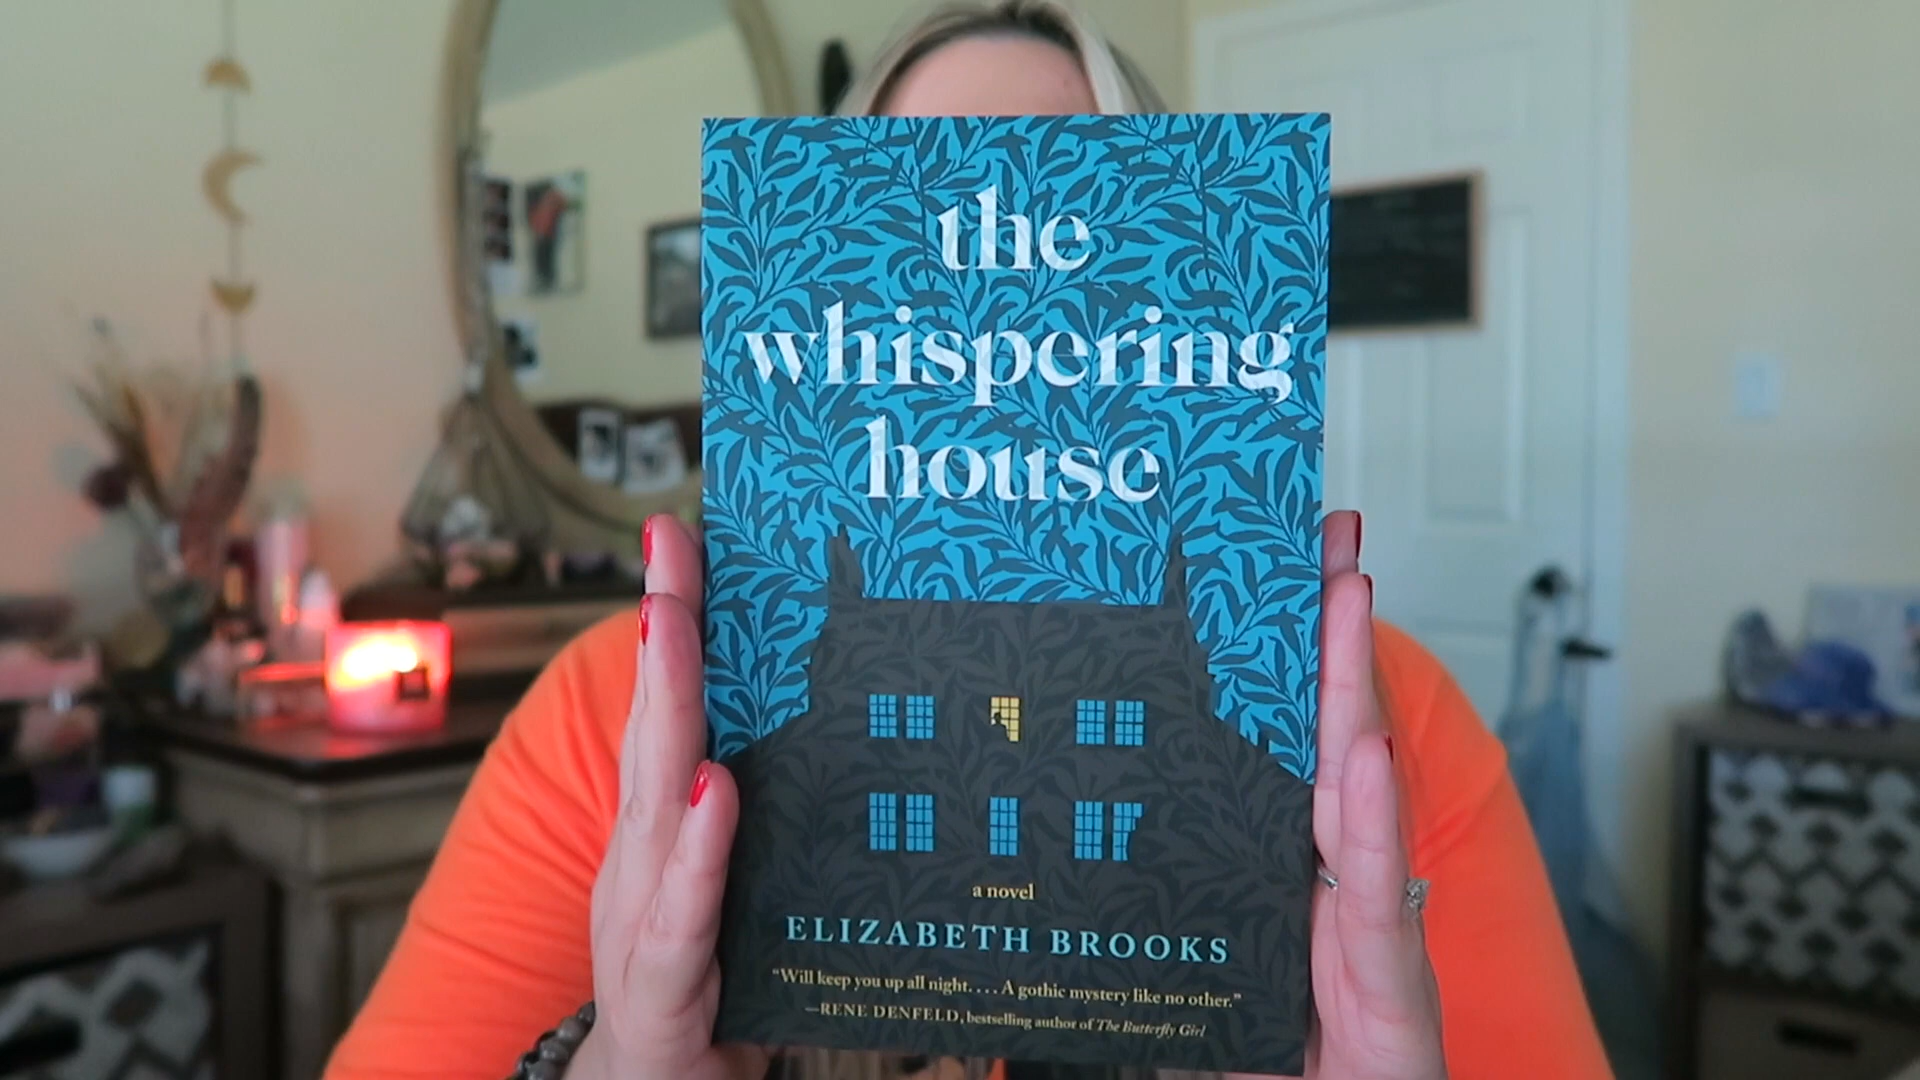 the
whispering
house
a novel
ELIZABETH BROOKS
“Will keep you up all night. . . . A gothic mystery like no other.”
—RENE DENFELD, bestselling author of The Butterfly Girl